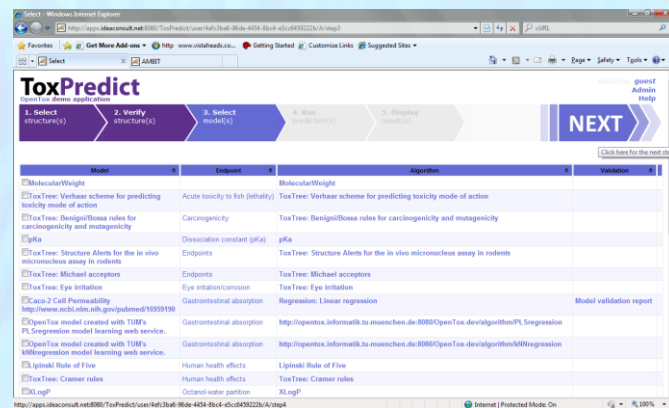 Select - Windows Internet Explorer
http://apps.ideaconsult.net:8080/ToxPredict/user/4efc3ba6-96de-4454-8bc4-e5cc6459222b/A/step3
cURL
Favorites Get More Add-ons http www.vistaheads.co... Getting Started Customize Links Suggested Sites
Select AMBIT Page Safety Tools
ToxPredict
OpenTox demo application
guest
Admin
Help
1. Select structure(s)
2. Verify structure(s)
3. Select model(s)
4. Run prediction(s)
5. Display result(s)
NEXT
Click here for the next ste
Model Endpoint Algorithm Validation
MolecularWeight MolecularWeight
ToxTree: Verhaar scheme for predicting toxicity mode of action Acute toxicity to fish (lethality) ToxTree: Verhaar scheme for predicting toxicity mode of action
ToxTree: Benigni/Bossa rules for carcinogenicity and mutagenicity Carcinogenicity ToxTree: Benigni/Bossa rules for carcinogenicity and mutagenicity
pKa Dissociation constant (pKa) pKa
ToxTree: Structure Alerts for the in vivo micronucleus assay in rodents Endpoints ToxTree: Structure Alerts for the in vivo micronucleus assay in rodents
ToxTree: Michael acceptors Endpoints ToxTree: Michael acceptors
ToxTree: Eye irritation Eye irritation/corrosion ToxTree: Eye irritation
Caco-2 Cell Permeability http://www.ncbi.nlm.nih.gov/pubmed/16959190 Gastrointestinal absorption Regression: Linear regression Model validation report
OpenTox model created with TUM's PLSregression model learning web service. Gastrointestinal absorption http://opentox.informatik.tu-muenchen.de:8080/OpenTox-dev/algorithm/PLSregression
OpenTox model created with TUM's kNNregression model learning web service. Gastrointestinal absorption http://opentox.informatik.tu-muenchen.de:8080/OpenTox-dev/algorithm/kNNregression
Lipinski Rule of Five Human health effects Lipinski Rule of Five
ToxTree: Cramer rules Human health effects ToxTree: Cramer rules
XLogP Octanol-water partition XLogP
http://apps.ideaconsult.net:8080/ToxPredict/user/4efc3ba6-96de-4454-8bc4-e5cc6459222b/A/step4 Internet | Protected Mode: On 100%